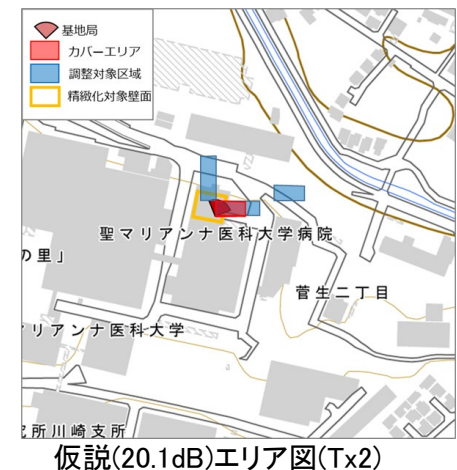 基地局
カバーエリア
調整対象区域
精緻化対象壁面
聖マリアンナ医科大学病院
の里」
菅生二丁目
リアンナ医科大学
所川崎支所
仮説(20.1dB)エリア図(Tx2)